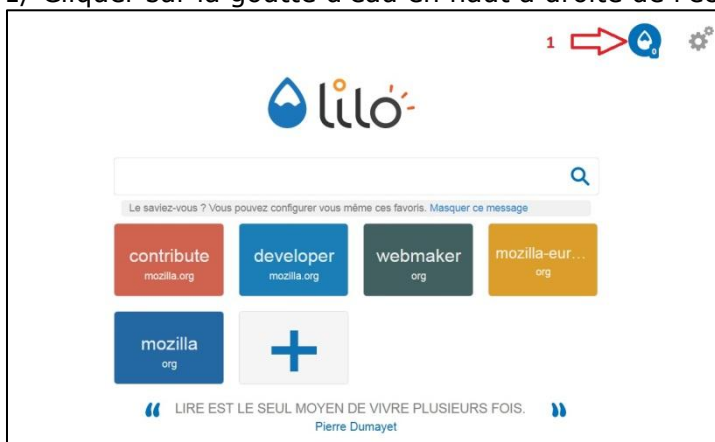 1/ Cliquer sur la goutte d'eau en haut à droite de l'
1
0
lilo
Le saviez-vous ? Vous pouvez configurer vous même ces favoris. Masquer ce message
contribute
mozilla.org
developer
mozilla.org
webmaker
org
mozilla-eur...
org
mozilla
org
+
“ LIRE EST LE SEUL MOYEN DE VIVRE PLUSIEURS FOIS. ”
Pierre Dumayet